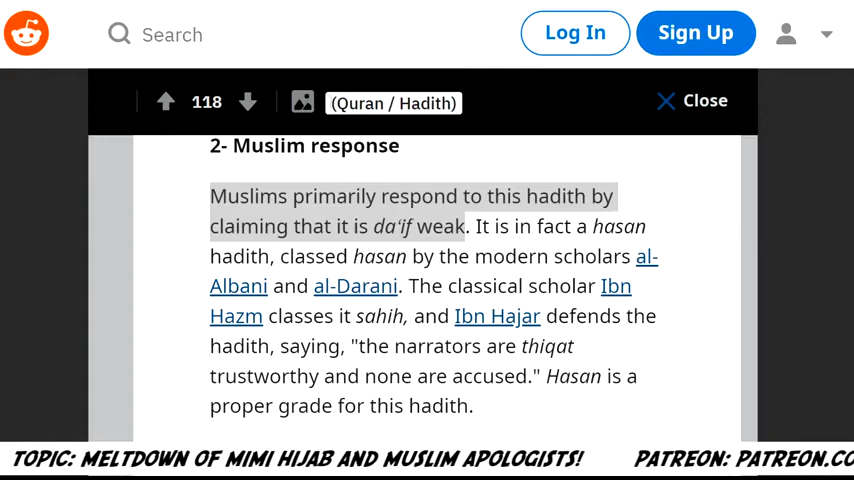 Search
Log In
Sign Up
118
(Quran / Hadith)
Close
2- Muslim response
Muslims primarily respond to this hadith by
claiming that it is daʻif weak. It is in fact a hasan
hadith, classed hasan by the modern scholars al-
Albani and al-Darani. The classical scholar Ibn
Hazm classes it sahih, and Ibn Hajar defends the
hadith, saying, "the narrators are thiqat
trustworthy and none are accused." Hasan is a
proper grade for this hadith.
TOPIC: MELTDOWN OF MIMI HIJAB AND MUSLIM APOLOGISTS! PATREON: PATREON.CO